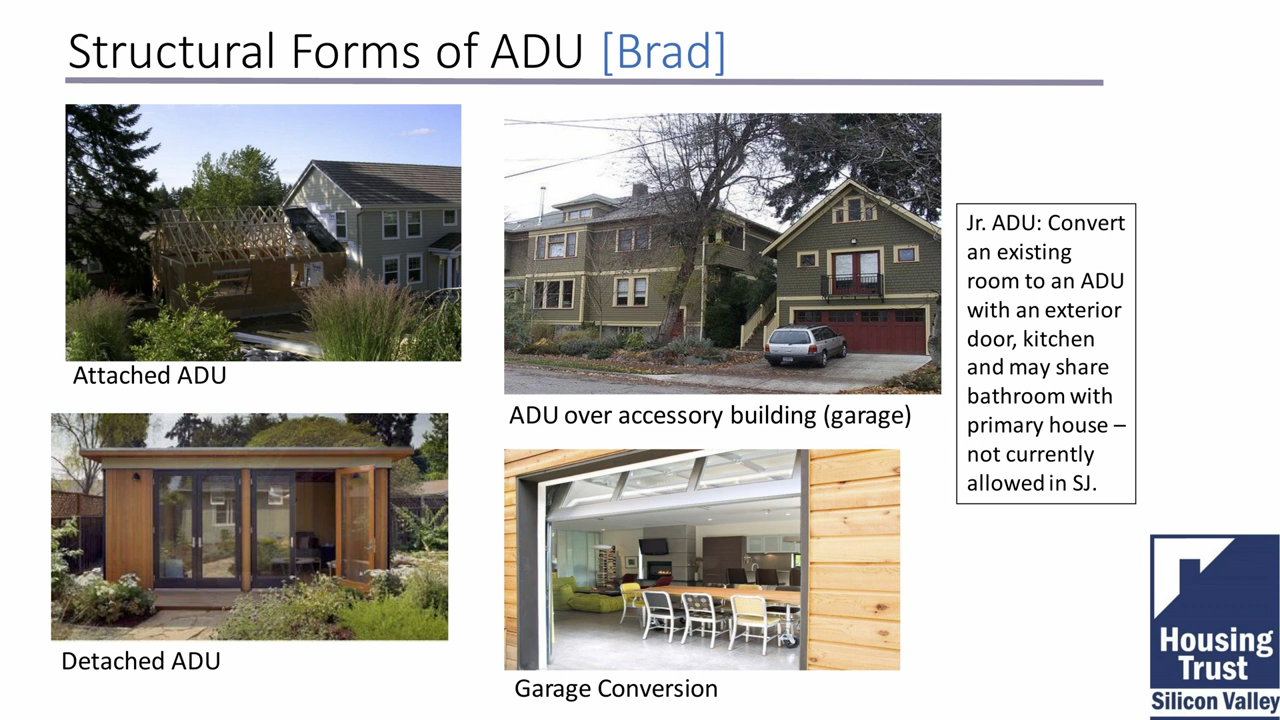 Structural Forms of ADU [Brad]
Attached ADU
ADU over accessory building (garage)
Detached ADU
Garage Conversion
Jr. ADU: Convert
an existing
room to an ADU
with an exterior
door, kitchen
and may share
bathroom with
primary house –
not currently
allowed in SJ.
Housing
Trust
Silicon Valley